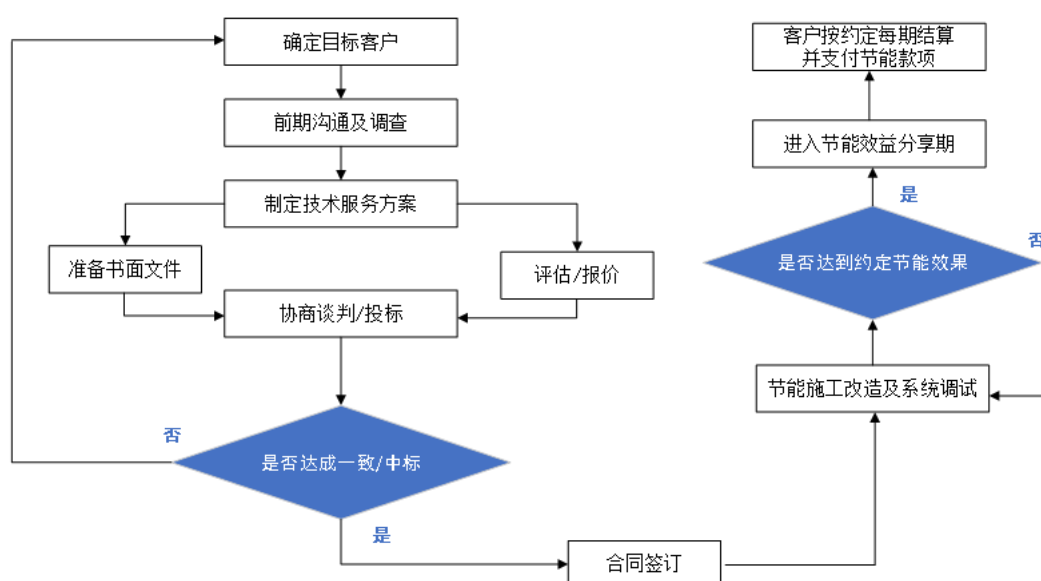 确定目标客户
前期沟通及调查
制定技术服务方案
准备书面文件
评估/报价
协商谈判/投标
否
是否达成一致/中标
是
合同签订
节能施工改造及系统调试
是否达到约定节能效果
否
是
进入节能效益分享期
客户按约定每期结算
并支付节能款项